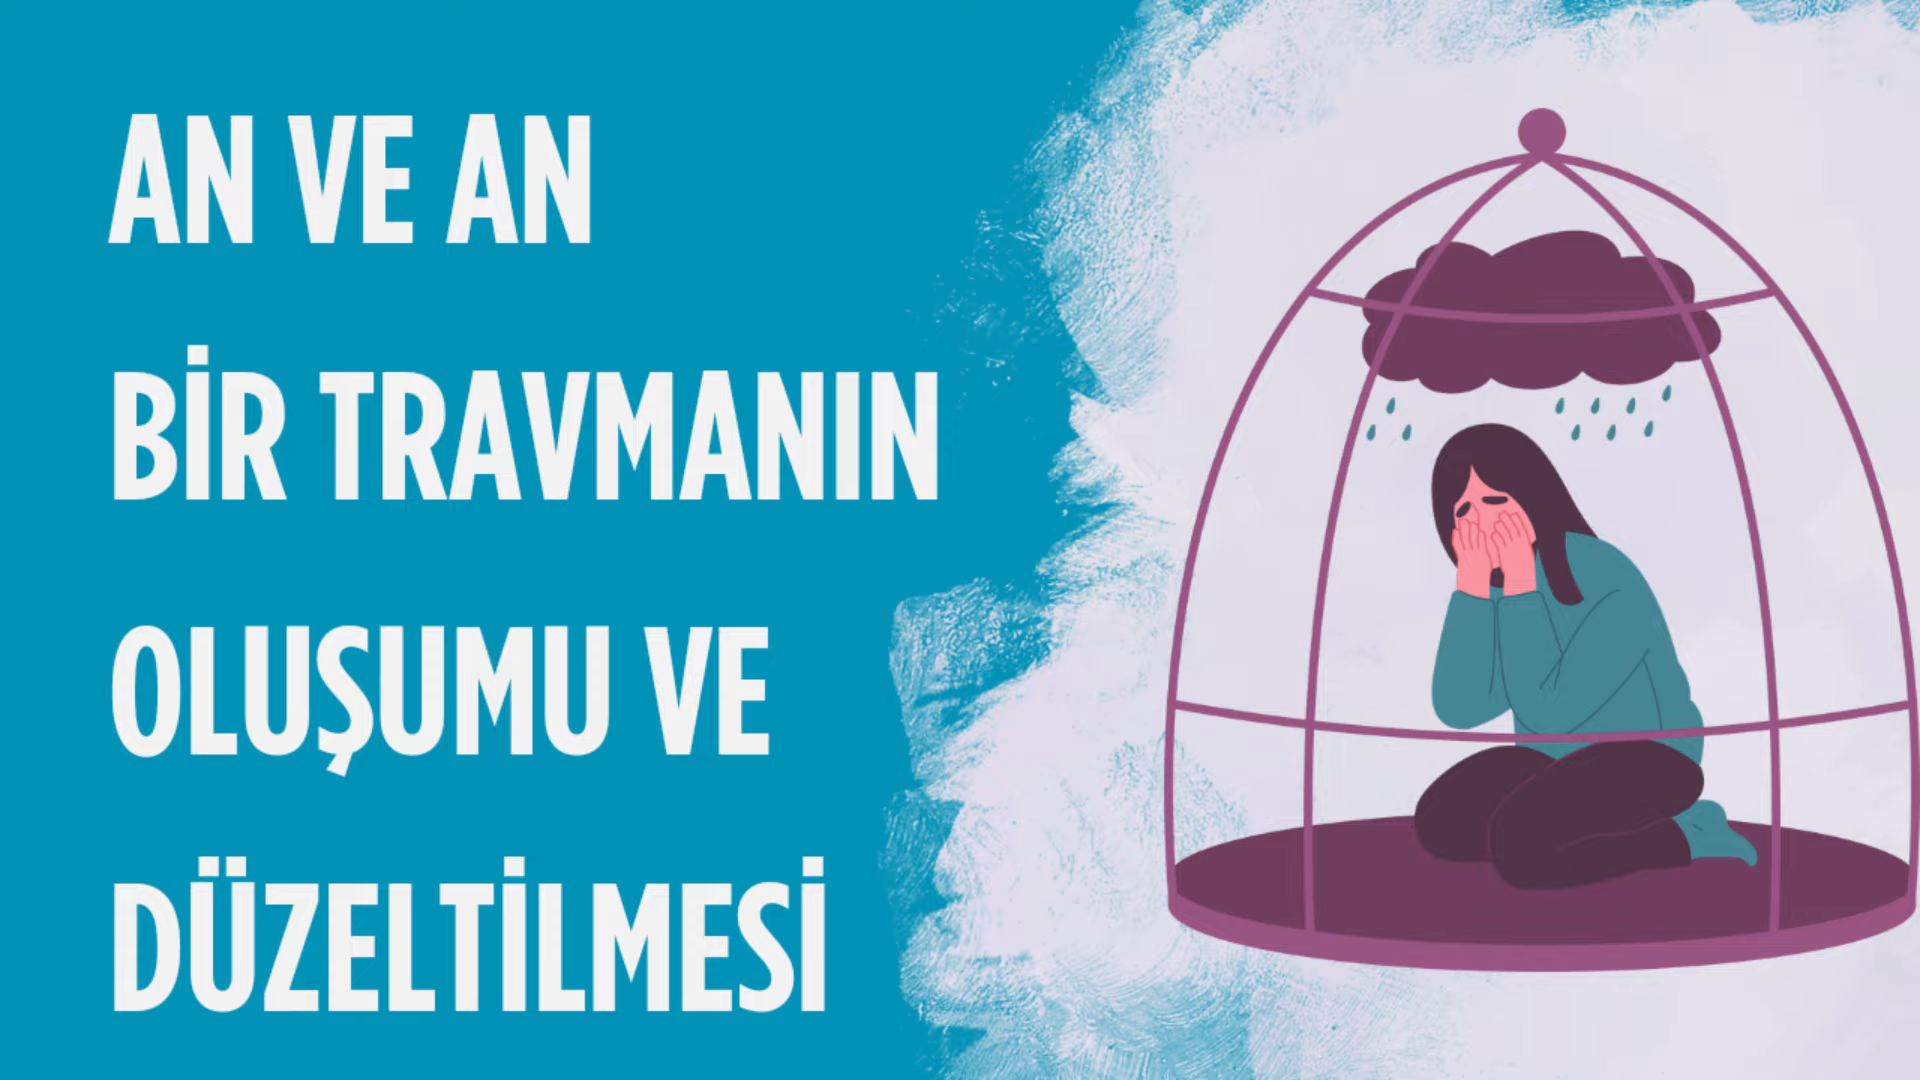 AN VE AN
BİR TRAVMANIN
OLUŞUMU VE
DÜZELTİLMESİ